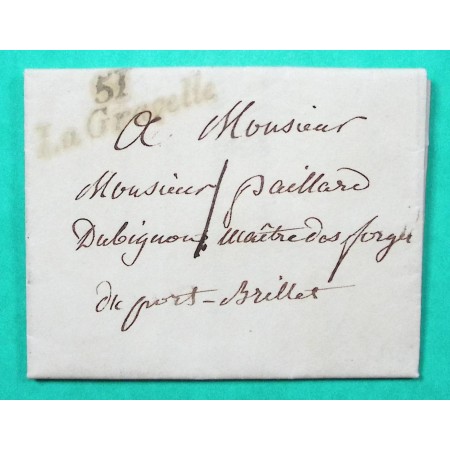 51
La Gravelle
A Monsieur
Monsieur paillard
Dubignon maître des forges
de port-Brillet